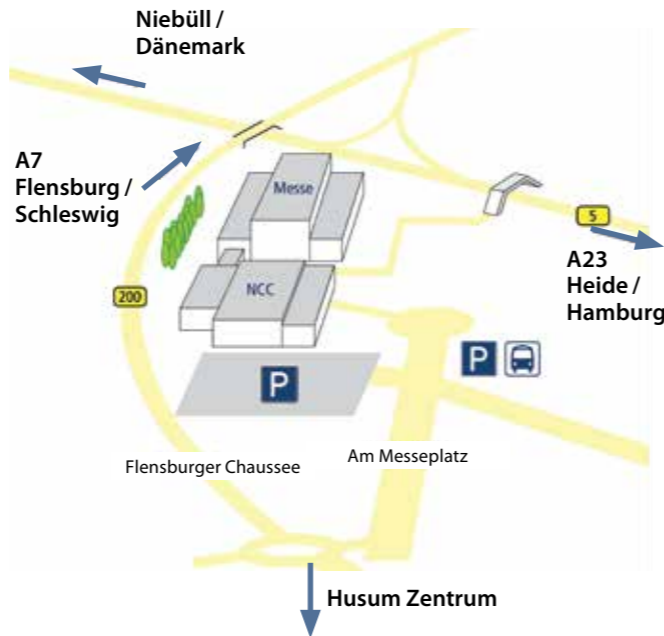 Niebüll /
Dänemark
A7
Flensburg /
Schleswig
Messe
5
A23
Heide /
Hamburg
200
NCC
P
P
Flensburger Chaussee
Am Messeplatz
Husum Zentrum